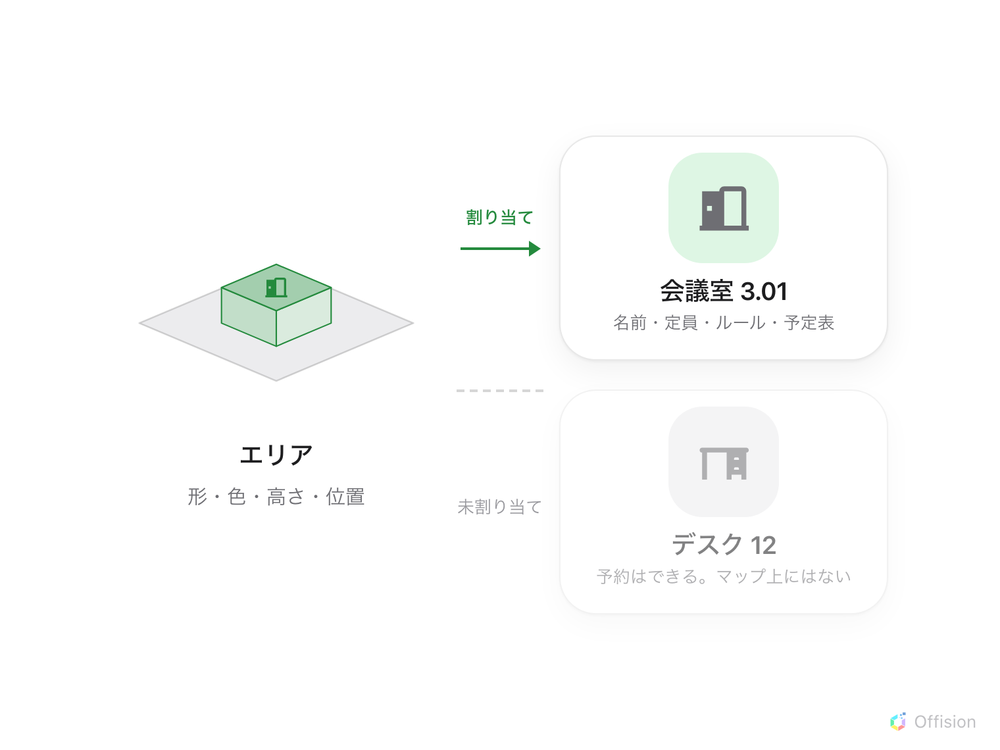 割り当て
会議室 3.01
名前・定員・ルール・予定表
エリア
形・色・高さ・位置
未割り当て
デスク 12
予約はできる。マップ上にはない
Offision